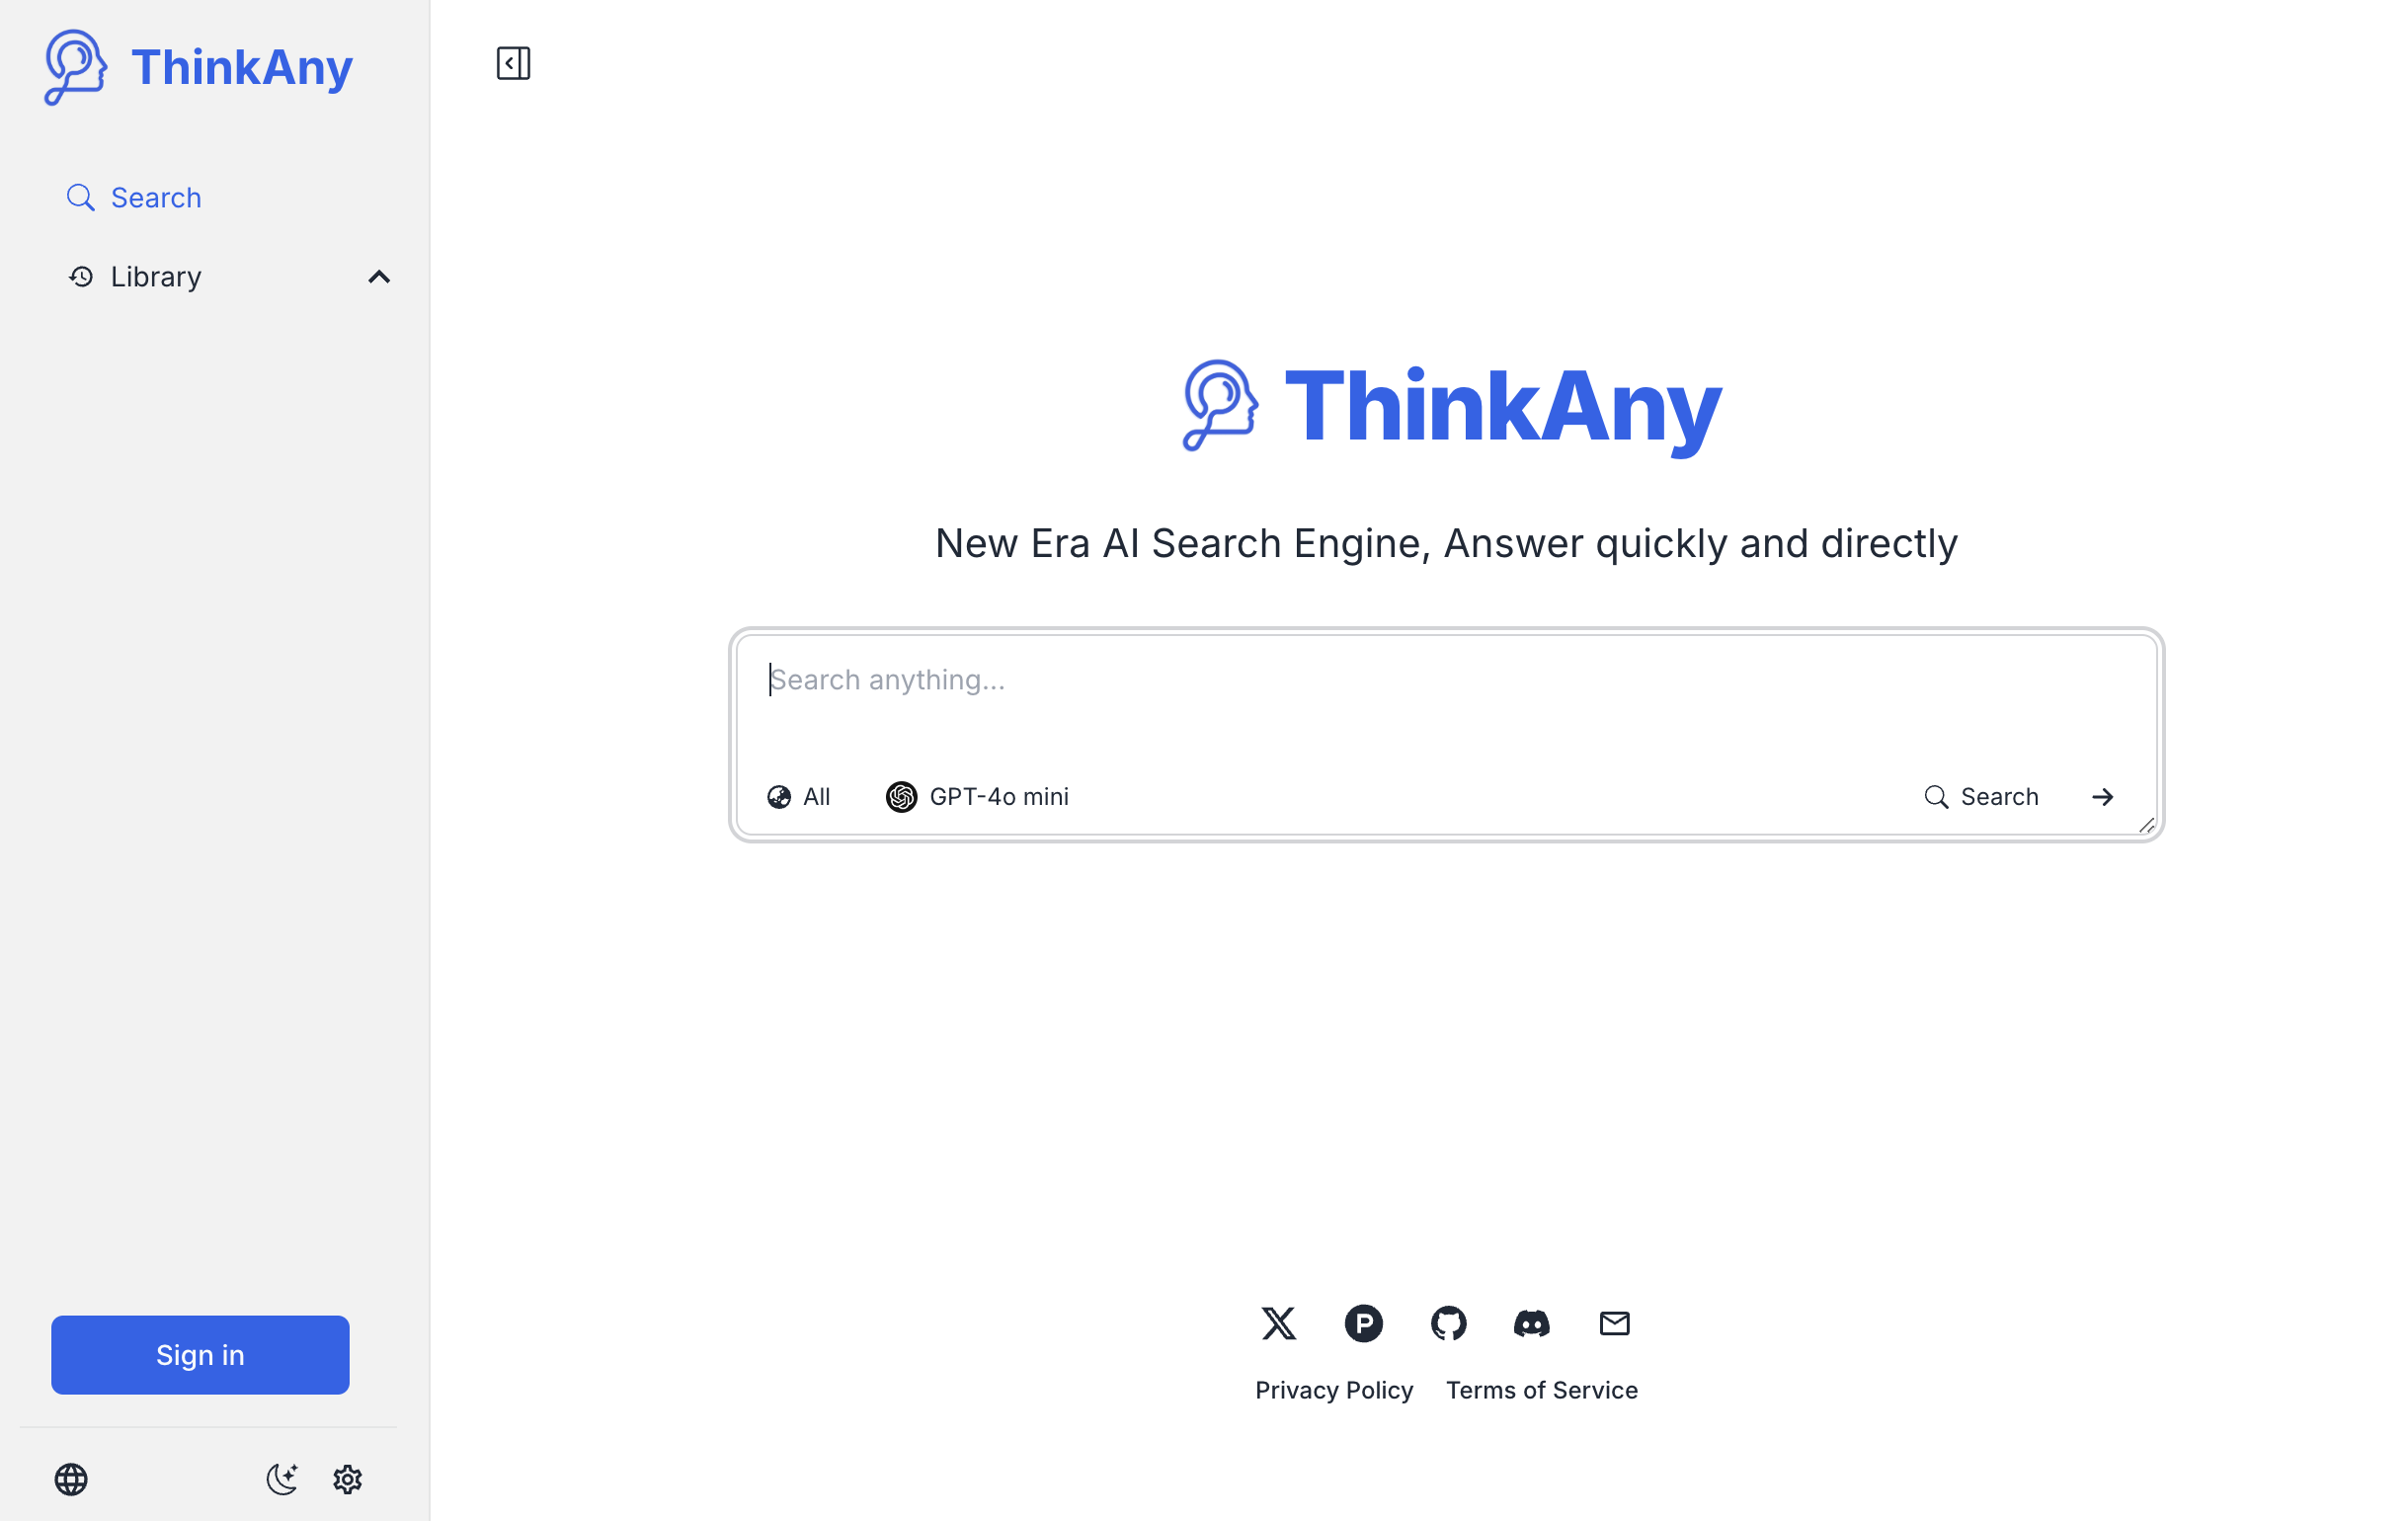 ThinkAny
Search
Library
ThinkAny
New Era AI Search Engine, Answer quickly and directly
Search anything...
All GPT-4o mini Search
Privacy Policy Terms of Service
Sign in